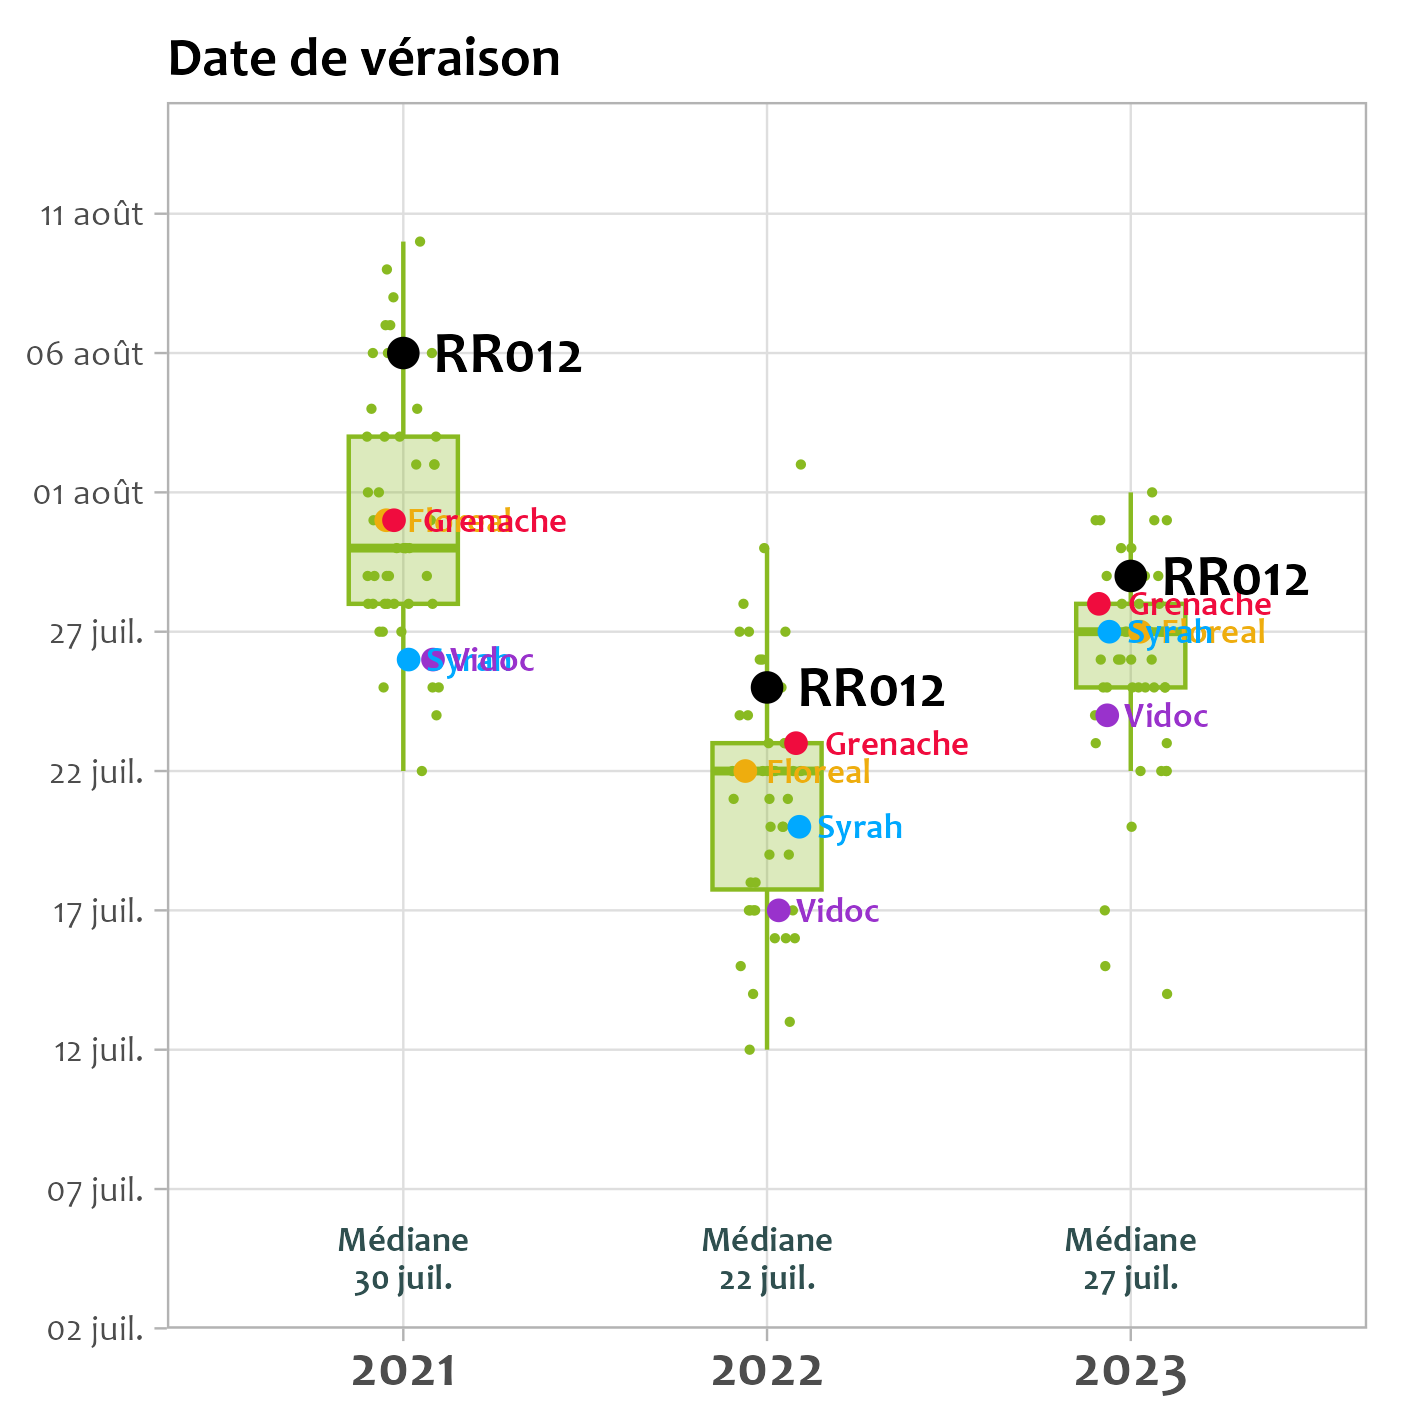 Date de véraison
11 août
06 août
01 août
27 juil.
22 juil.
17 juil.
12 juil.
07 juil.
02 juil.
RR012
Floreal
Grenache
Syrah
Vidoc
RR012
Grenache
Floreal
Syrah
Vidoc
RR012
Grenache
Syrah
Floreal
Vidoc
Médiane
30 juil.
Médiane
22 juil.
Médiane
27 juil.
2021
2022
2023